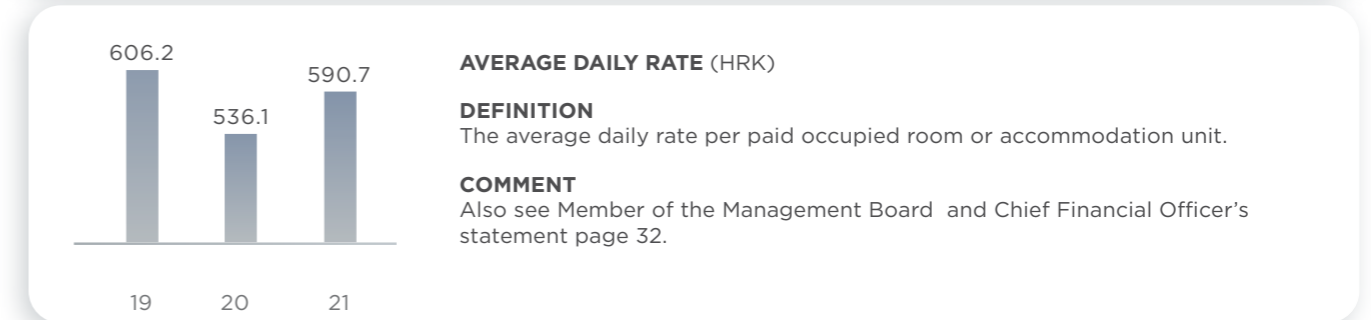 606.2
536.1
590.7
19 20 21
AVERAGE DAILY RATE (HRK)
DEFINITION
The average daily rate per paid occupied room or accommodation unit.
COMMENT
Also see Member of the Management Board and Chief Financial Officer’s
statement page 32.